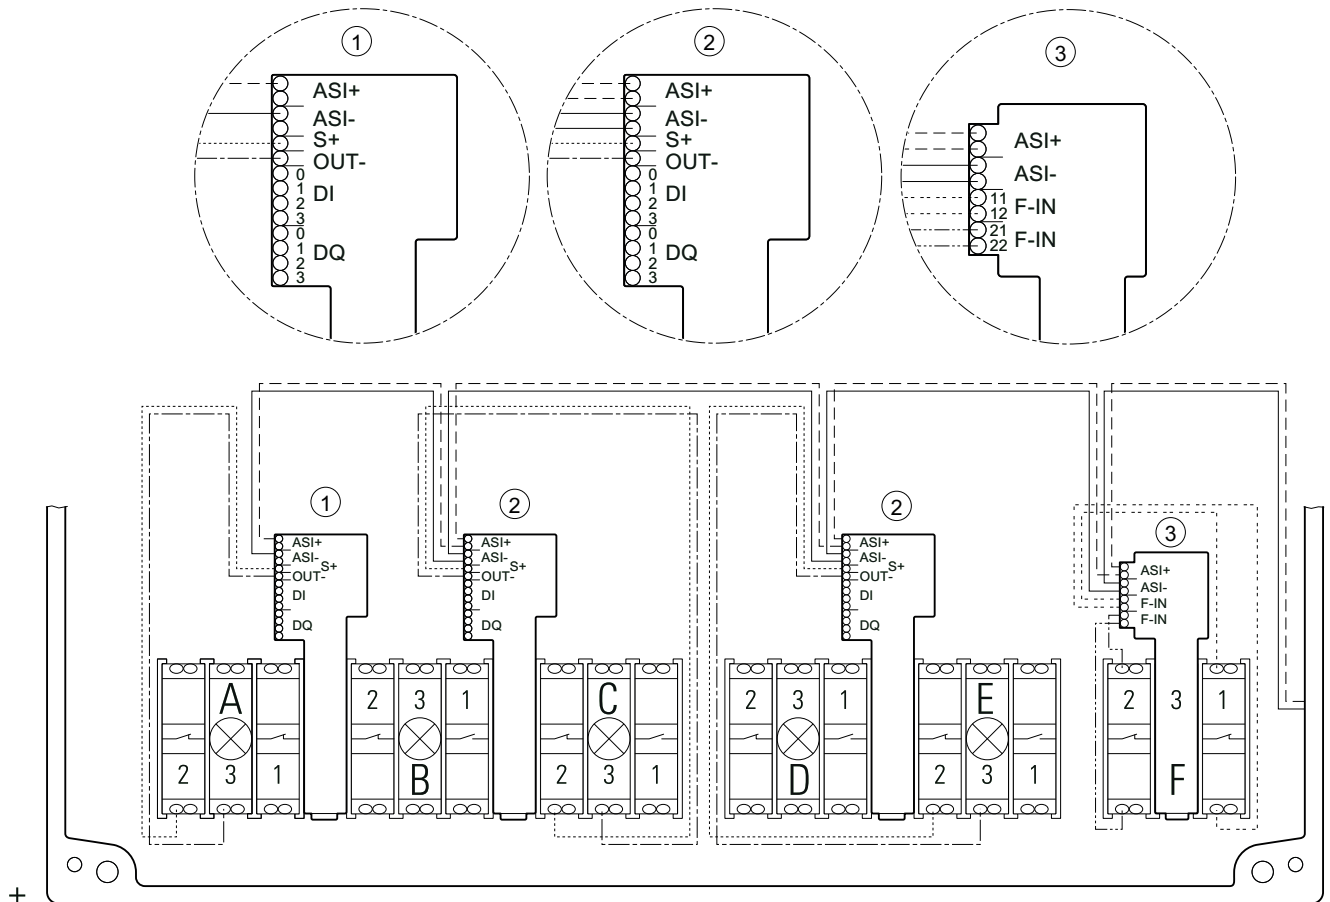 1 2 3
ASI+
ASI-
S+
OUT-
0
1 DI
2
3
0
1 DQ
2
3
ASI+
ASI-
S+
OUT-
0
1 DI
2
3
0
1 DQ
2
3
ASI+
ASI-
11 F-IN
12
21 F-IN
22
1 2 2 3
ASI+
ASI-
S+
OUT-
DI
DQ
ASI+
ASI-
S+
OUT-
DI
DQ
ASI+
ASI-
S+
OUT-
DI
DQ
ASI+
ASI-
F-IN
F-IN
A
2 3 1
2 3 1
B
C
2 3 1
2 3 1
D
E
2 3 1
2 3 1
F
+